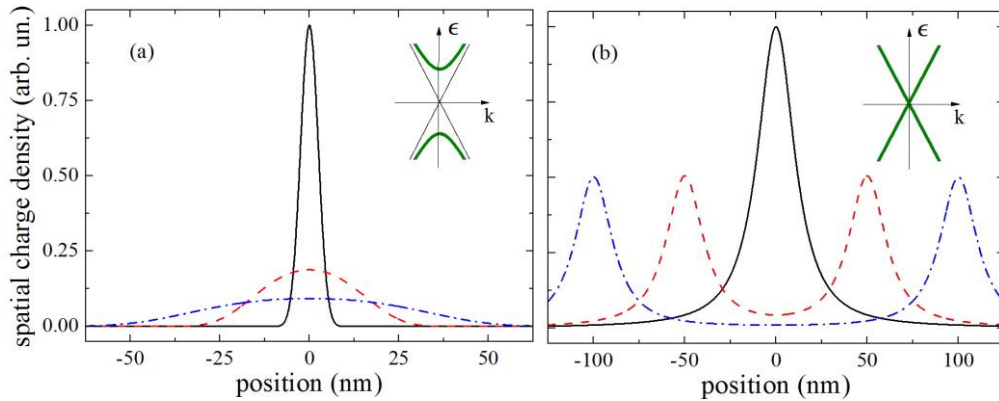 spatial charge density (arb. un.)
1.00
0.75
0.50
0.25
0.00
(a)
ϵ
k
-50
-25
0
25
50
position (nm)
(b)
ϵ
k
-100
-50
0
50
100
position (nm)